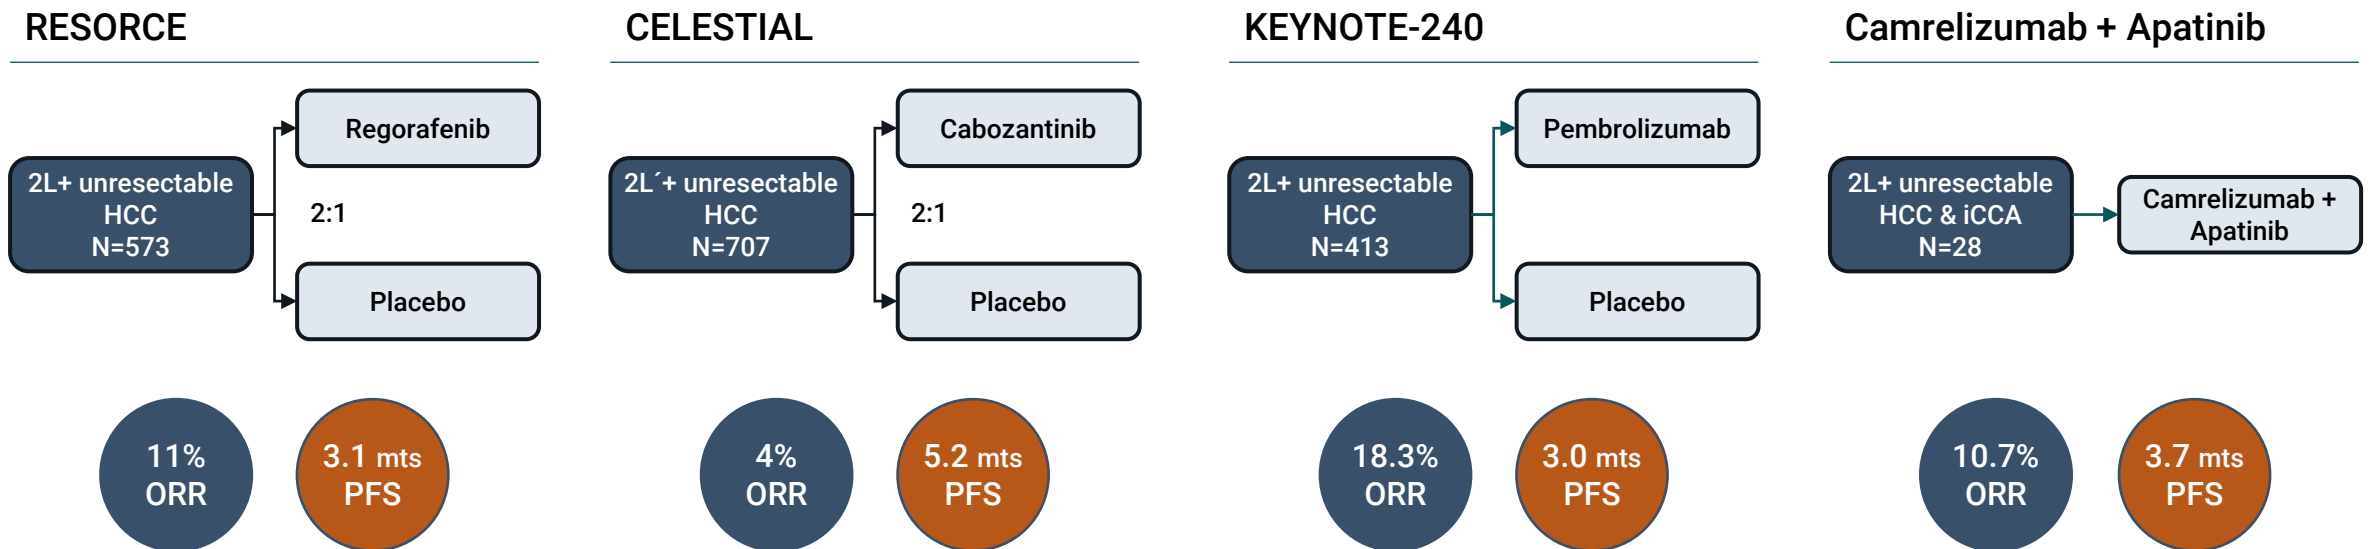 RESORCE
Regorafenib
2L+ unresectable
HCC
N=573
2:1
Placebo
11%
ORR
3.1 mts
PFS
CELESTIAL
Cabozantinib
2L´+ unresectable
HCC
N=707
2:1
Placebo
4%
ORR
5.2 mts
PFS
KEYNOTE-240
Pembrolizumab
2L+ unresectable
HCC
N=413
Placebo
18.3%
ORR
3.0 mts
PFS
Camrelizumab + Apatinib
2L+ unresectable
HCC & iCCA
N=28
Camrelizumab +
Apatinib
10.7%
ORR
3.7 mts
PFS